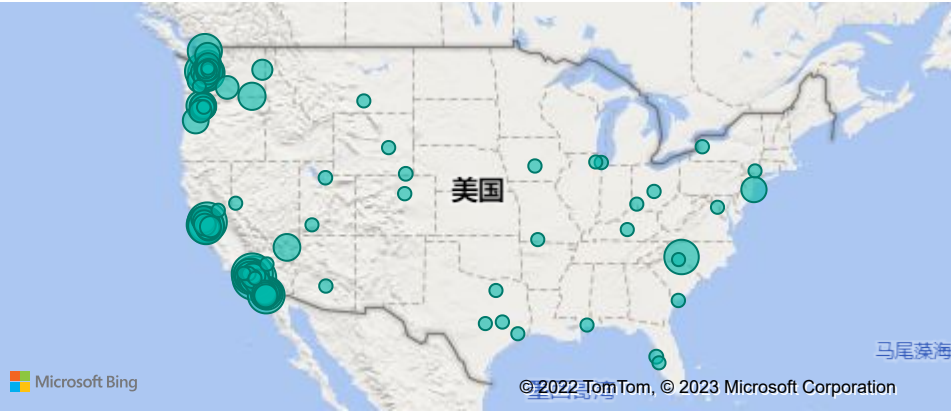 美国
马尾藻海
Microsoft Bing
© 2022 TomTom, © 2023 Microsoft Corporation